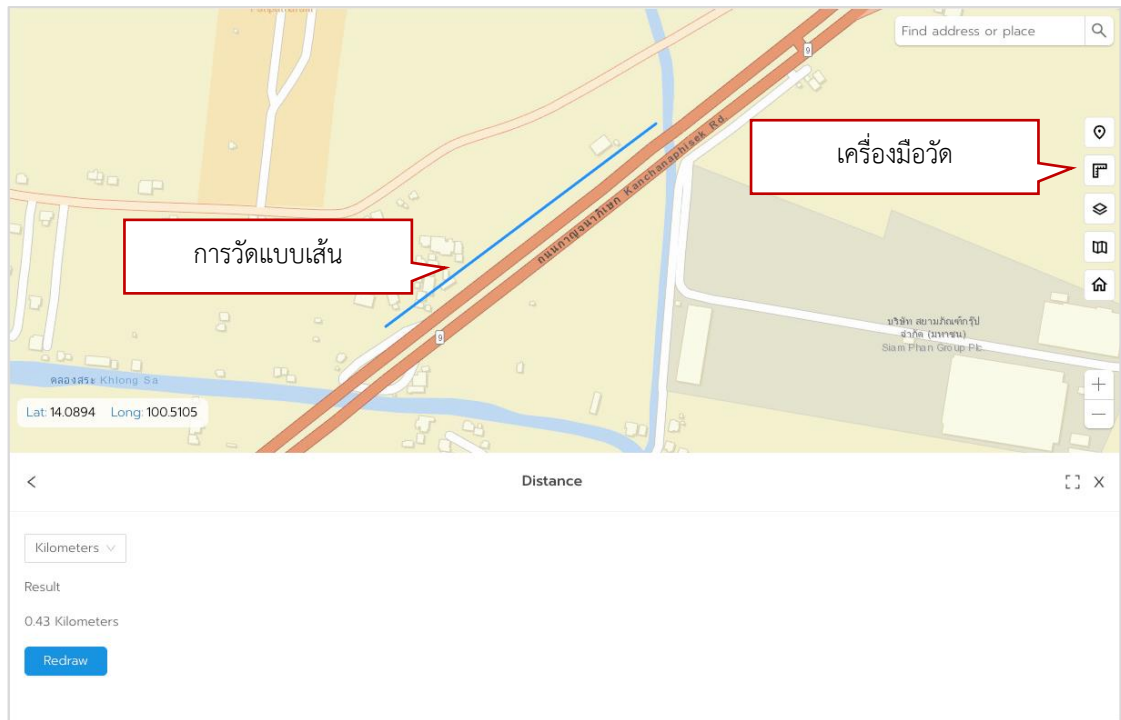 Find address or place
9
เครื่องมือวัด
ถนนกาญจนาภิเษก Kanchanaphisek Rd
การวัดแบบเส้น
บริษัท สยามภัณฑ์กรุ๊ป
จำกัด (มหาชน)
Siam Phan Group Plc
9
คลองสระ Khlong Sa
Lat: 14.0894 Long: 100.5105
Distance
Kilometers
Result
0.43 Kilometers
Redraw